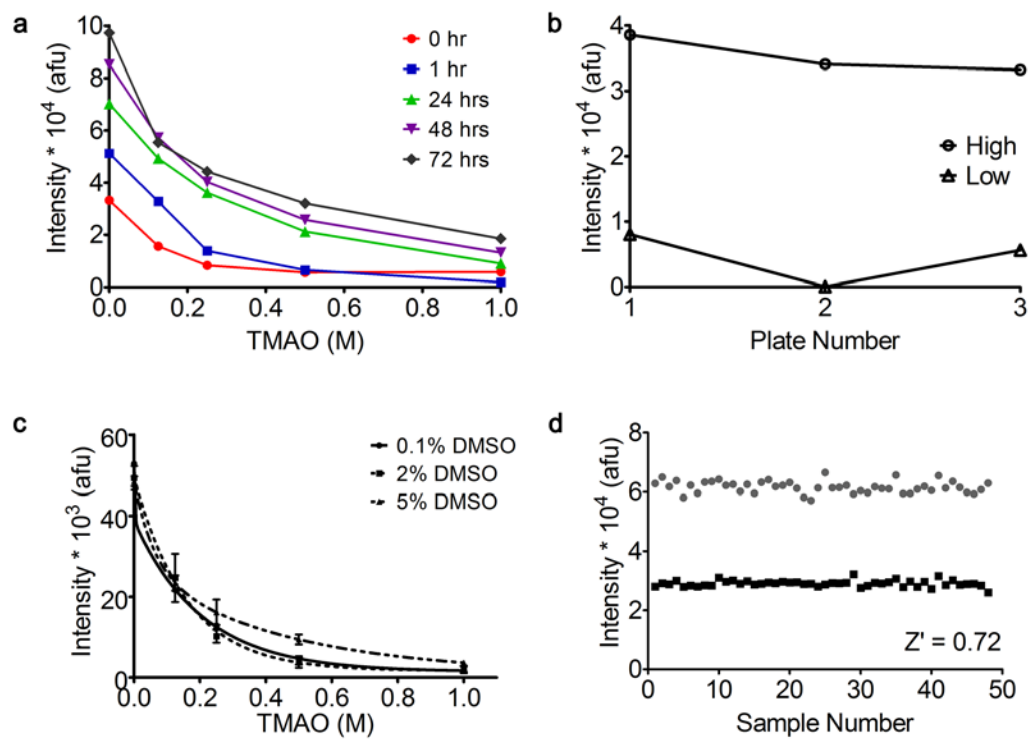 a
10
8
6
4
2
0
Intensity * 10⁴ (afu)
0.0 0.2 0.4 0.6 0.8 1.0
TMAO (M)
0 hr
1 hr
24 hrs
48 hrs
72 hrs
b
4
3
2
1
0
Intensity * 10⁴ (afu)
1 2 3
Plate Number
High
Low
c
60
40
20
0
Intensity * 10³ (afu)
0.0 0.2 0.4 0.6 0.8 1.0
TMAO (M)
0.1% DMSO
2% DMSO
5% DMSO
d
8
6
4
2
0
Intensity * 10⁴ (afu)
0 10 20 30 40 50
Sample Number
Z' = 0.72